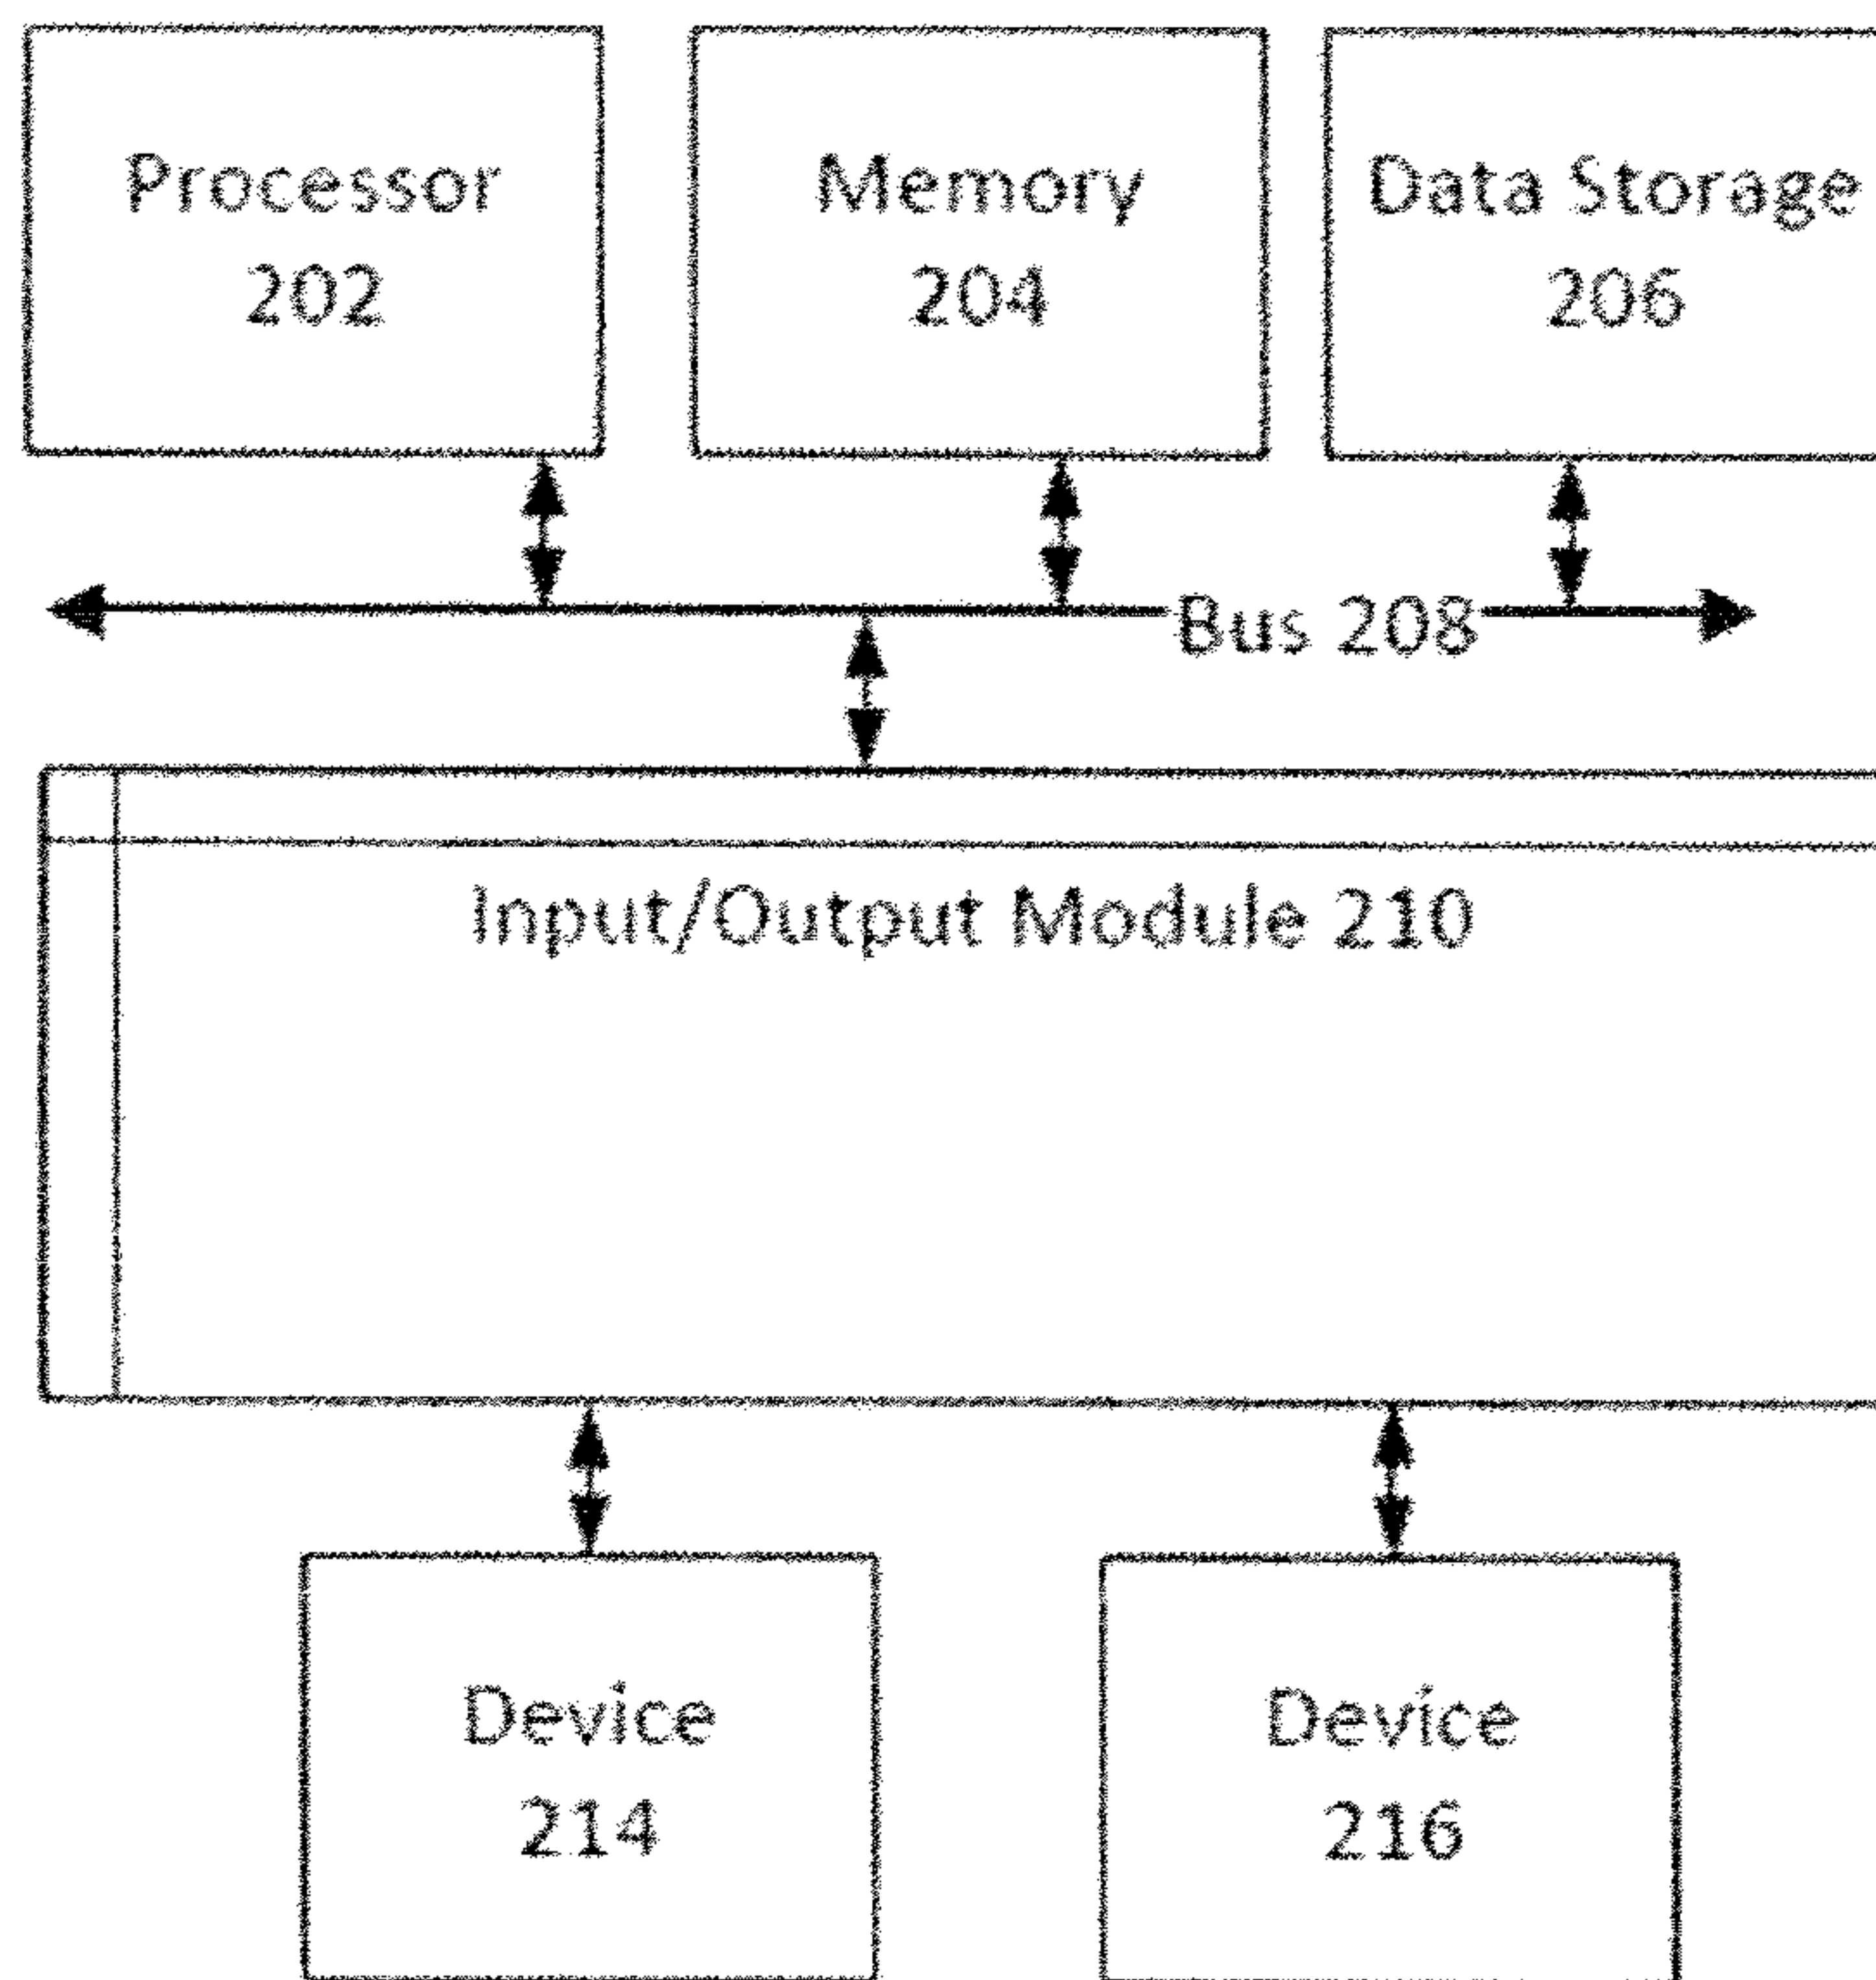 Processor
202
Memory
204
Data Storage
206
Bus 208
Input/Output Module 210
Device
214
Device
216